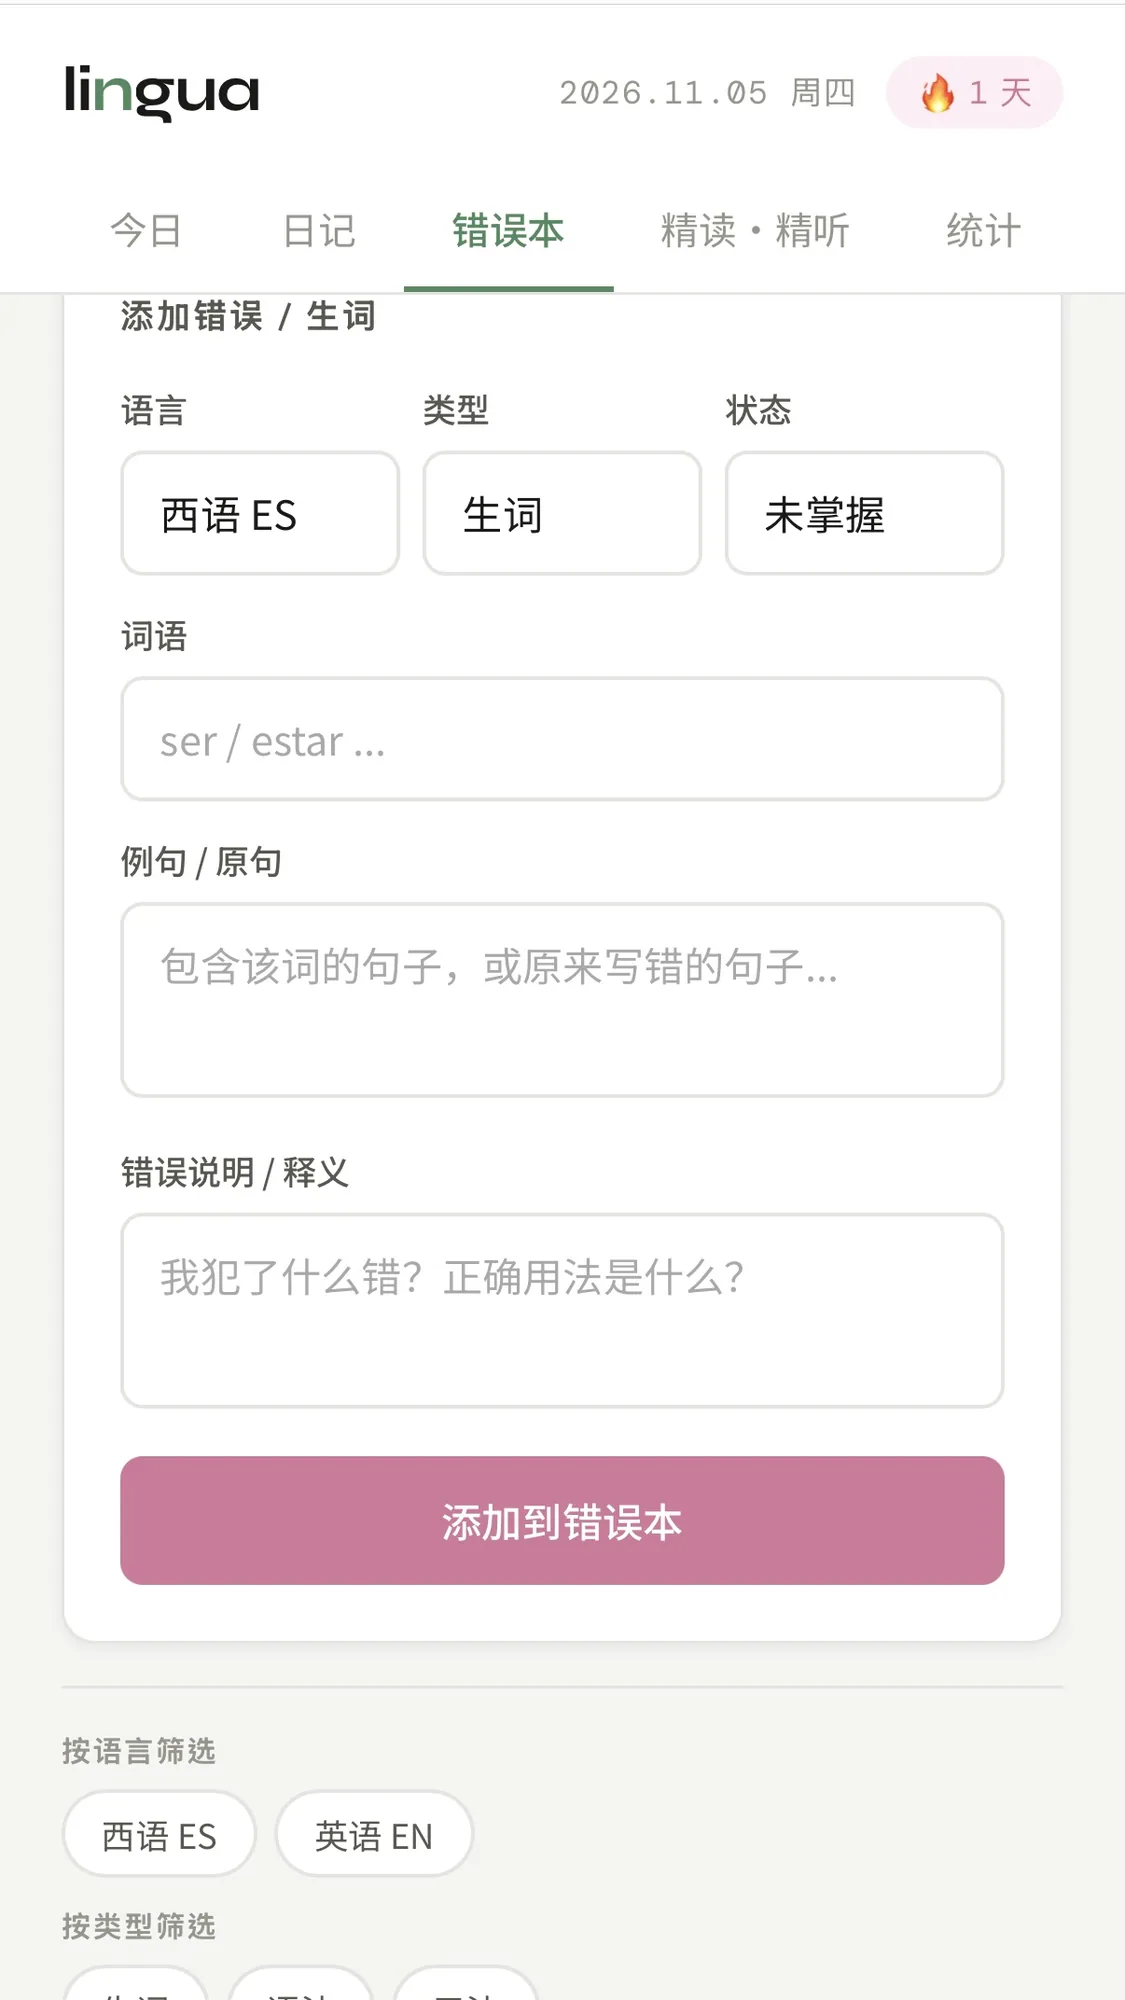 lingua
2026.11.05 周四
🔥 1 天
今日 日记 错误本 精读·精听 统计
添加错误 / 生词
语言 类型 状态
西语 ES 生词 未掌握
词语
ser / estar ...
例句 / 原句
包含该词的句子，或原来写错的句子...
错误说明 / 释义
我犯了什么错？正确用法是什么？
添加到错误本
按语言筛选
西语 ES 英语 EN
按类型筛选